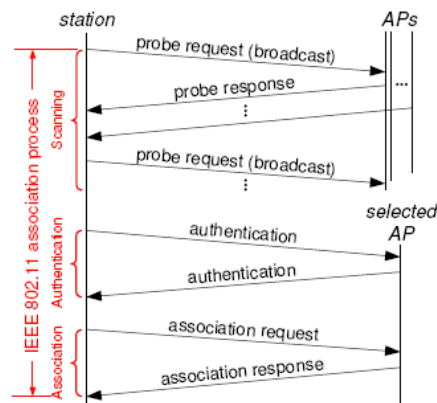 station
APs
probe request (broadcast)
probe response
...
⋮
probe request (broadcast)
⋮
selected
AP
authentication
authentication
association request
association response
IEEE 802.11 association process
Scanning
Authentication
Association